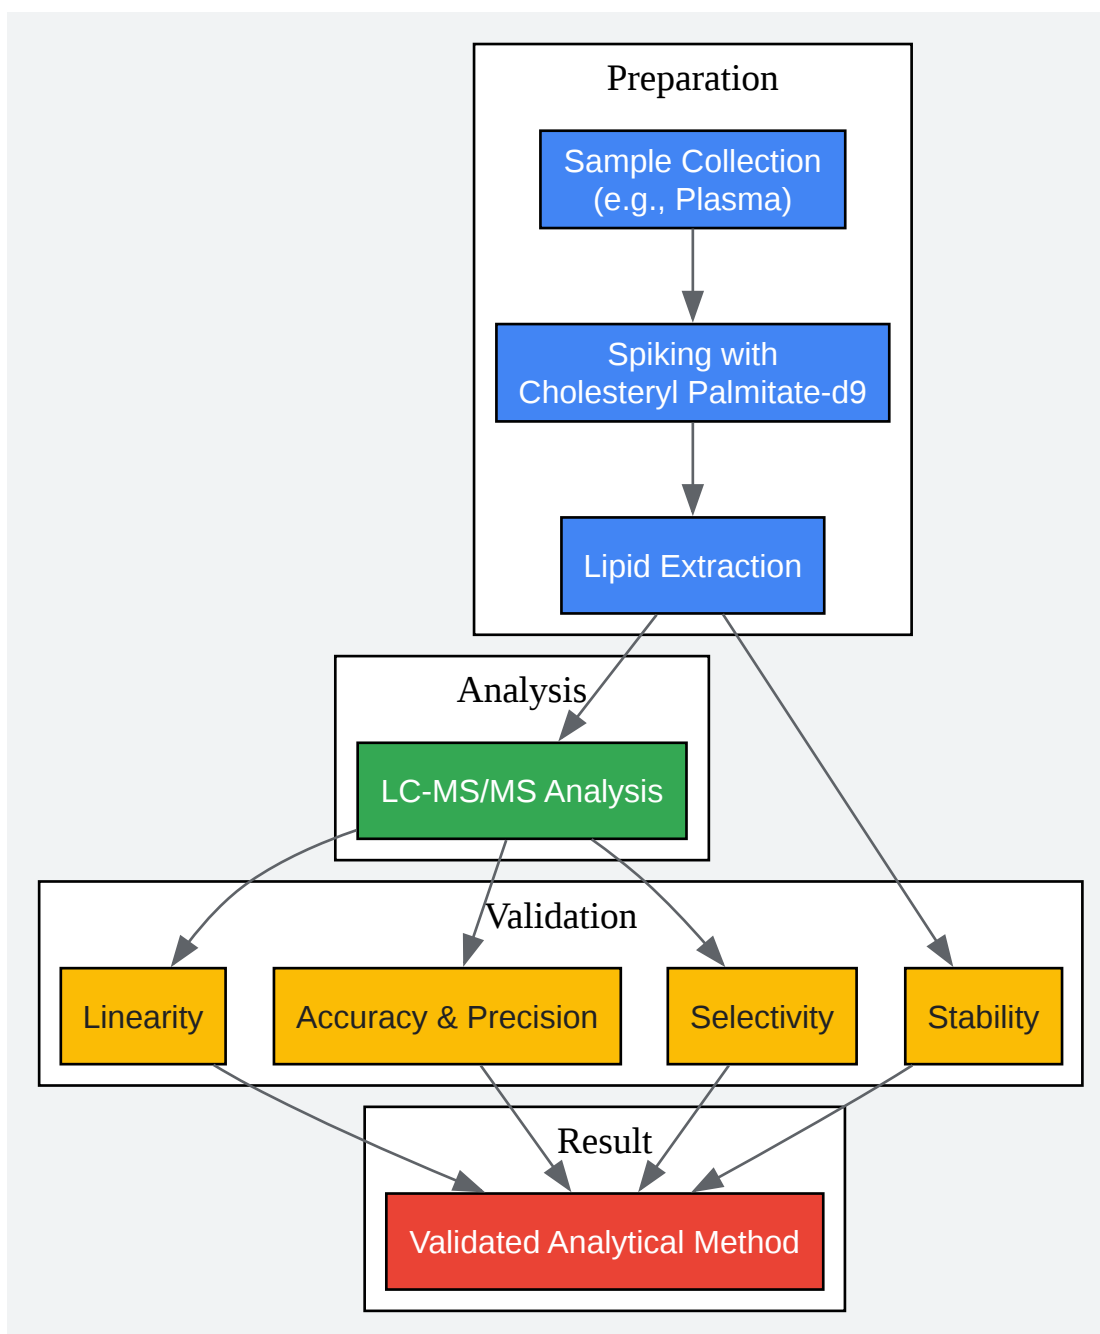 Preparation
Sample Collection
(e.g., Plasma)
Spiking with
Cholesteryl Palmitate-d9
Lipid Extraction
Analysis
LC-MS/MS Analysis
Validation
Linearity
Accuracy & Precision
Selectivity
Stability
Result
Validated Analytical Method